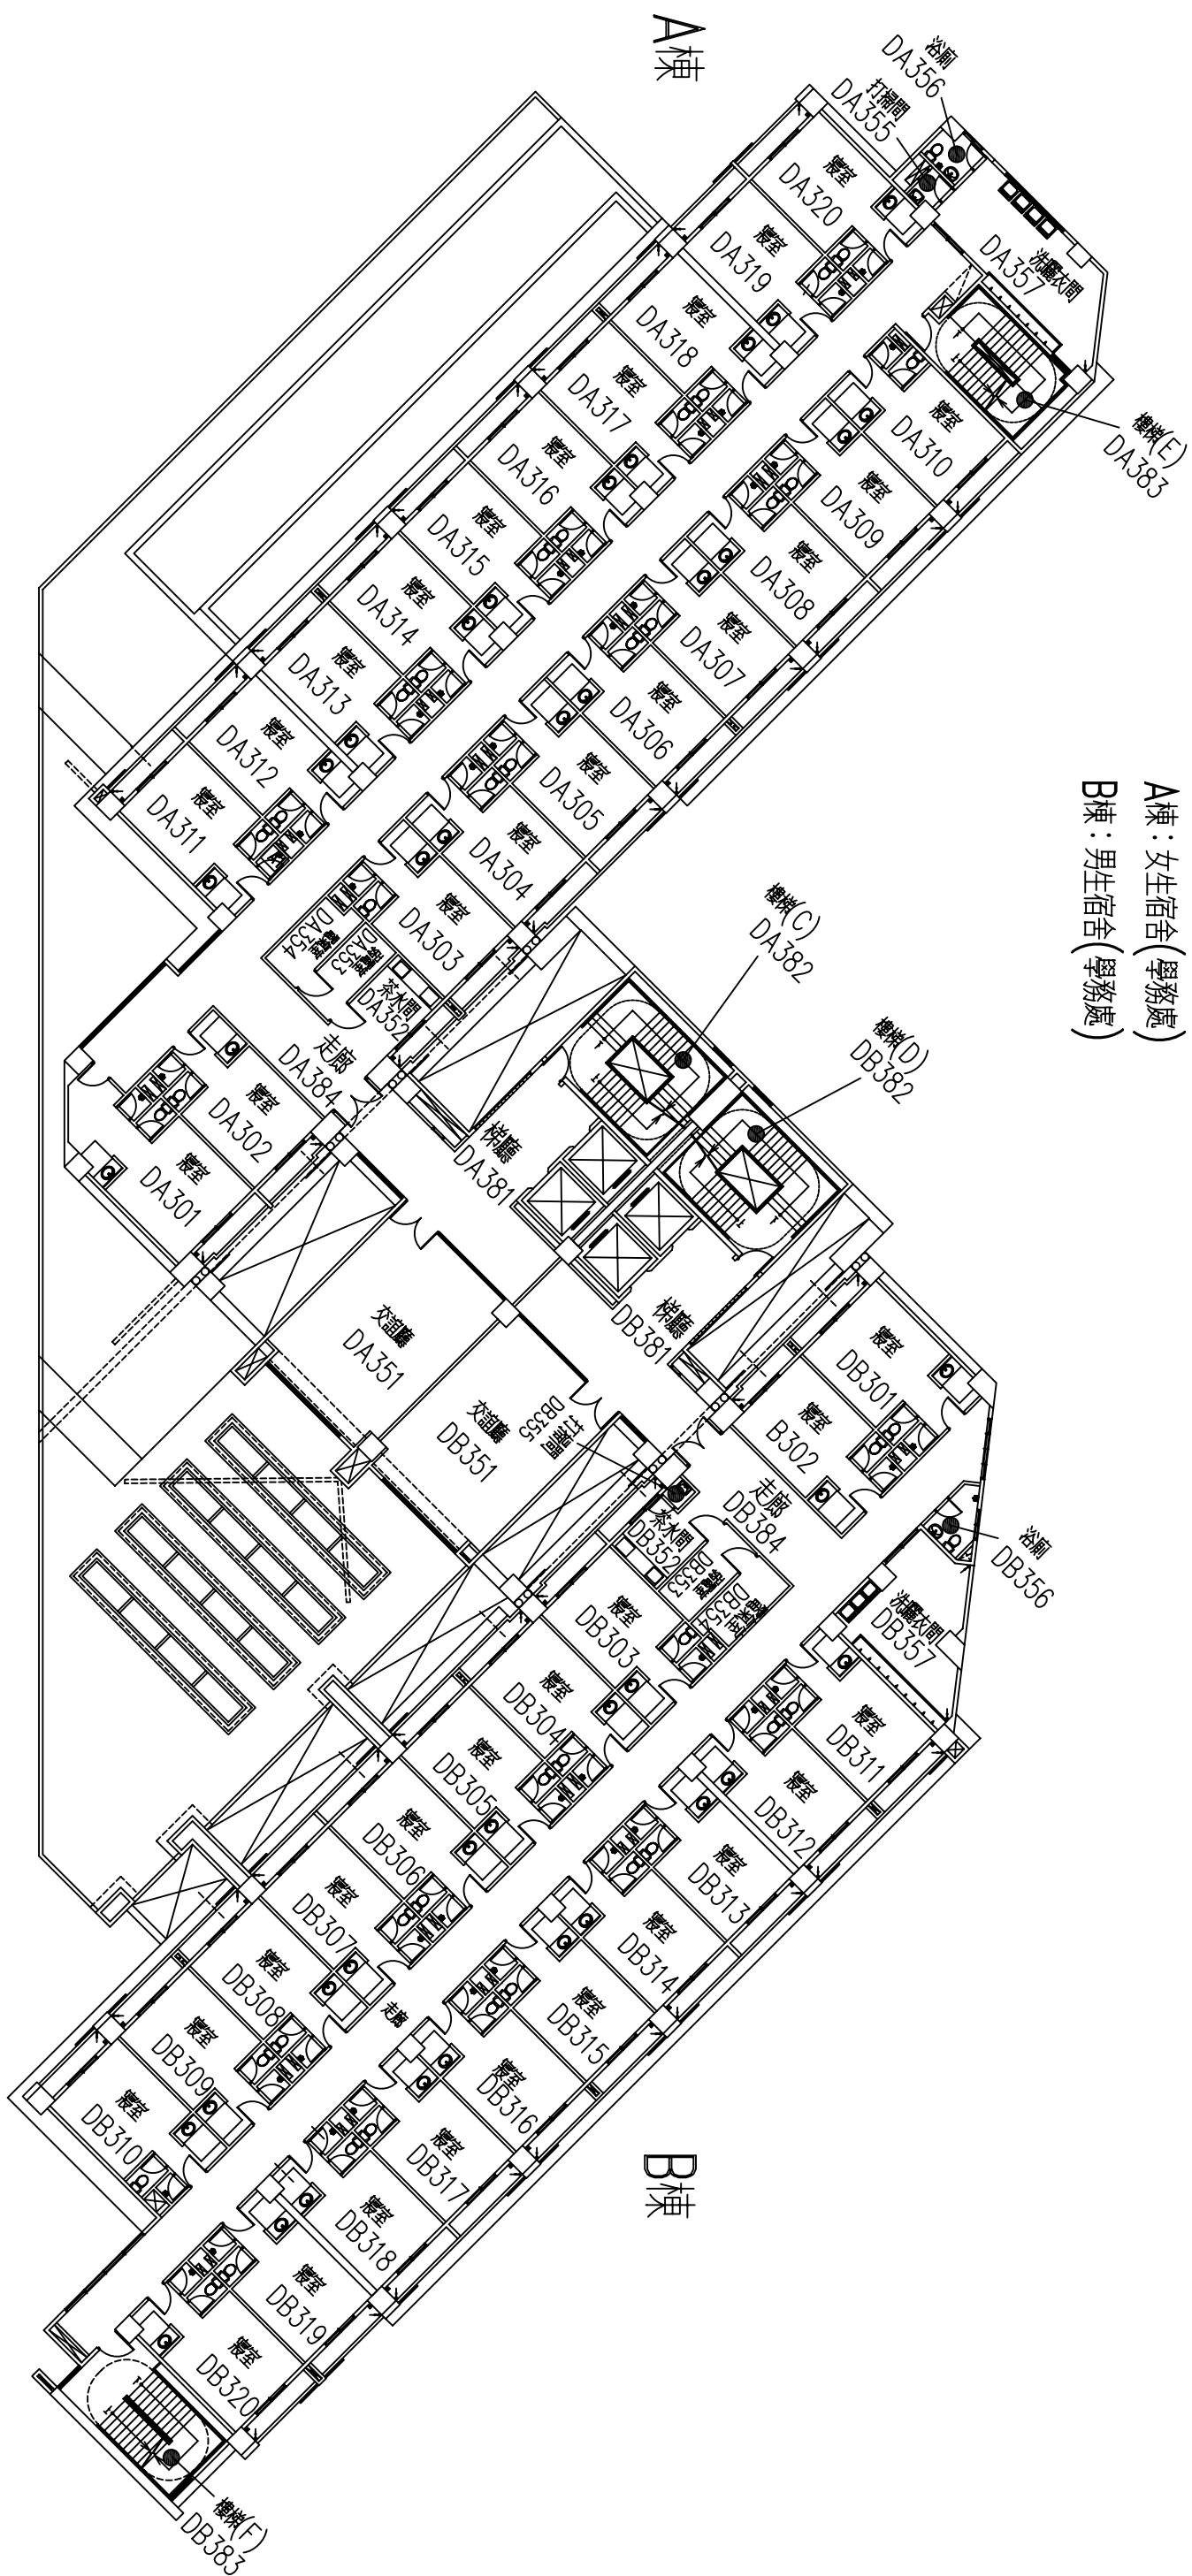 A棟
浴廁
DA356
打掃間
DA355
洗曬衣間
DA357
樓梯(E)
DA383
寢室
DA320
寢室
DA319
寢室
DA318
寢室
DA317
寢室
DA316
寢室
DA315
寢室
DA314
寢室
DA313
寢室
DA312
寢室
DA311
寢室
DA310
寢室
DA309
寢室
DA308
寢室
DA307
寢室
DA306
寢室
DA305
寢室
DA304
寢室
DA303
DA354
DA353
茶水間
DA352
走廊
DA384
寢室
DA302
寢室
DA301
A棟：女生宿舍(學務處)
B棟：男生宿舍(學務處)
樓梯(C)
DA382
樓梯(D)
DB382
梯廳
DA381
梯廳
DB381
交誼廳
DA351
交誼廳
DB351
打掃間
DB355
寢室
DB301
寢室
B302
走廊
DB384
茶水間
DB352
DB353
DB354
浴廁
DB356
洗曬衣間
DB357
寢室
DB303
寢室
DB304
寢室
DB305
寢室
DB306
寢室
DB307
寢室
DB308
寢室
DB309
寢室
DB310
走廊
寢室
DB311
寢室
DB312
寢室
DB313
寢室
DB314
寢室
DB315
寢室
DB316
寢室
DB317
寢室
DB318
寢室
DB319
寢室
DB320
B棟
樓梯(F)
DB383